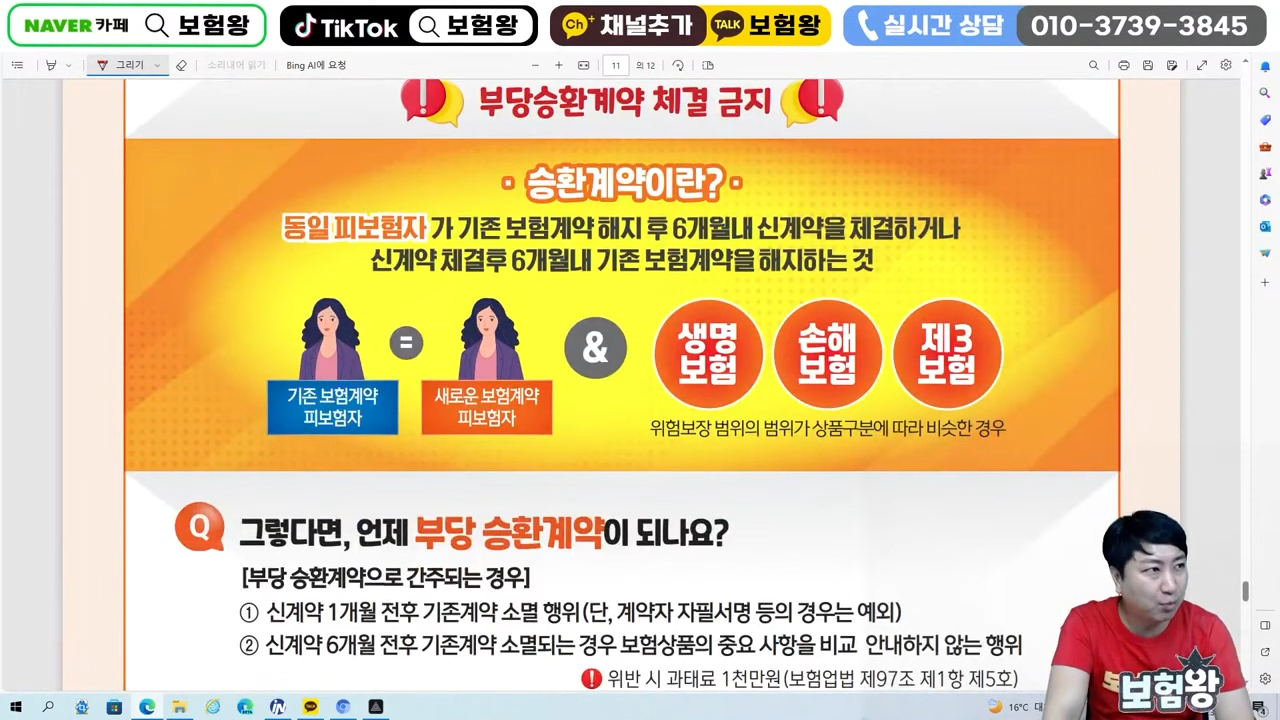 NAVER 카페 보험왕
TikTok 보험왕
Ch+ 채널추가 TALK 보험왕
실시간 상담 010-3739-3845
그리기 소리내어 읽기 Bing AI에 요청
11 의 12
부당승환계약 체결 금지
승환계약이란?
동일 피보험자 가 기존 보험계약 해지 후 6개월내 신계약을 체결하거나
신계약 체결후 6개월내 기존 보험계약을 해지하는 것
=
&
생명
보험
손해
보험
제3
보험
기존 보험계약
피보험자
새로운 보험계약
피보험자
위험보장 범위의 범위가 상품구분에 따라 비슷한 경우
Q 그렇다면, 언제 부당 승환계약이 되나요?
[부당 승환계약으로 간주되는 경우]
① 신계약 1개월 전후 기존계약 소멸 행위(단, 계약자 자필서명 등의 경우는 예외)
② 신계약 6개월 전후 기존계약 소멸되는 경우 보험상품의 중요 사항을 비교 안내하지 않는 행위
위반 시 과태료 1천만원(보험업법 제97조 제1항 제5호)
보험왕
16°C